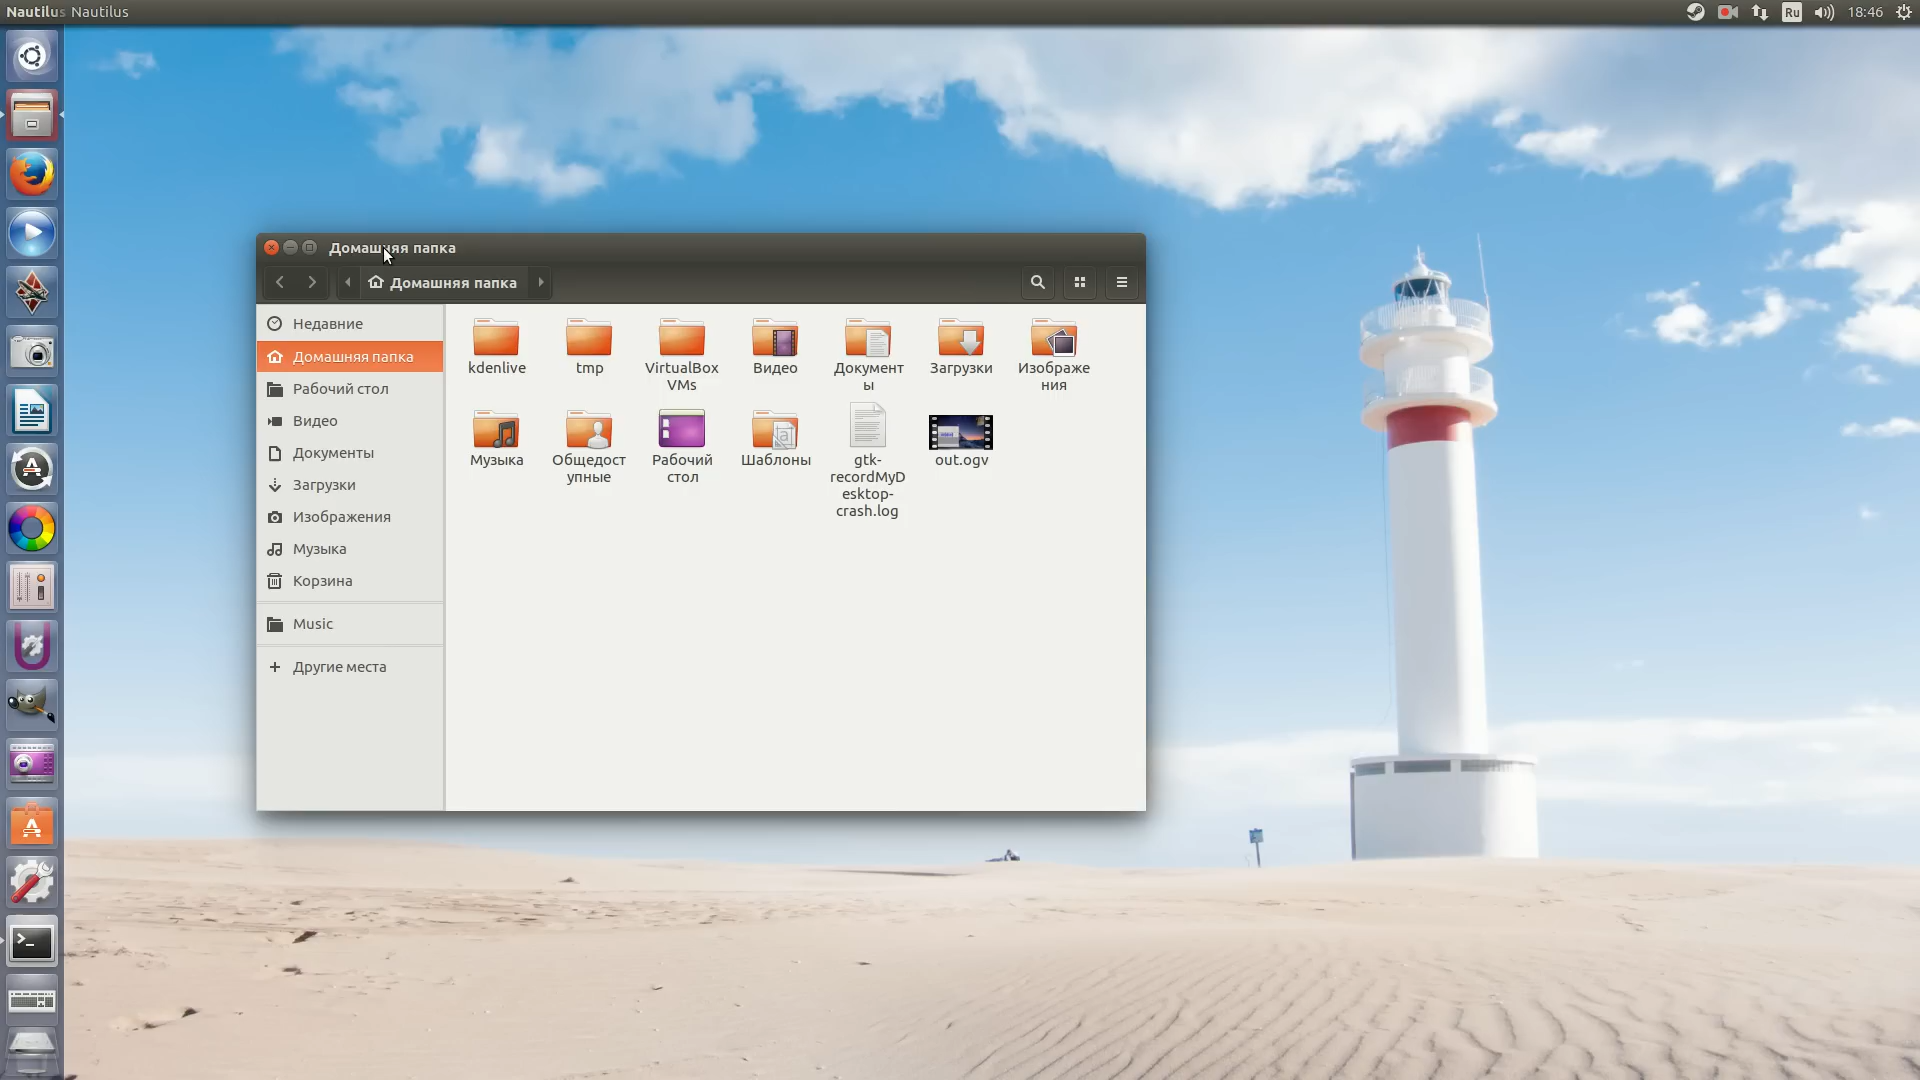 Nautilus Nautilus
Ru
18:46
Домашняя папка
Домашняя папка
Недавние
Домашняя папка
Рабочий стол
Видео
Документы
Загрузки
Изображения
Музыка
Корзина
Music
Другие места
kdenlive
tmp
VirtualBox
VMs
Видео
Документ
ы
Загрузки
Изображе
ния
Музыка
Общедост
упные
Рабочий
стол
Шаблоны
gtk-
recordMyD
esktop-
crash.log
out.ogv